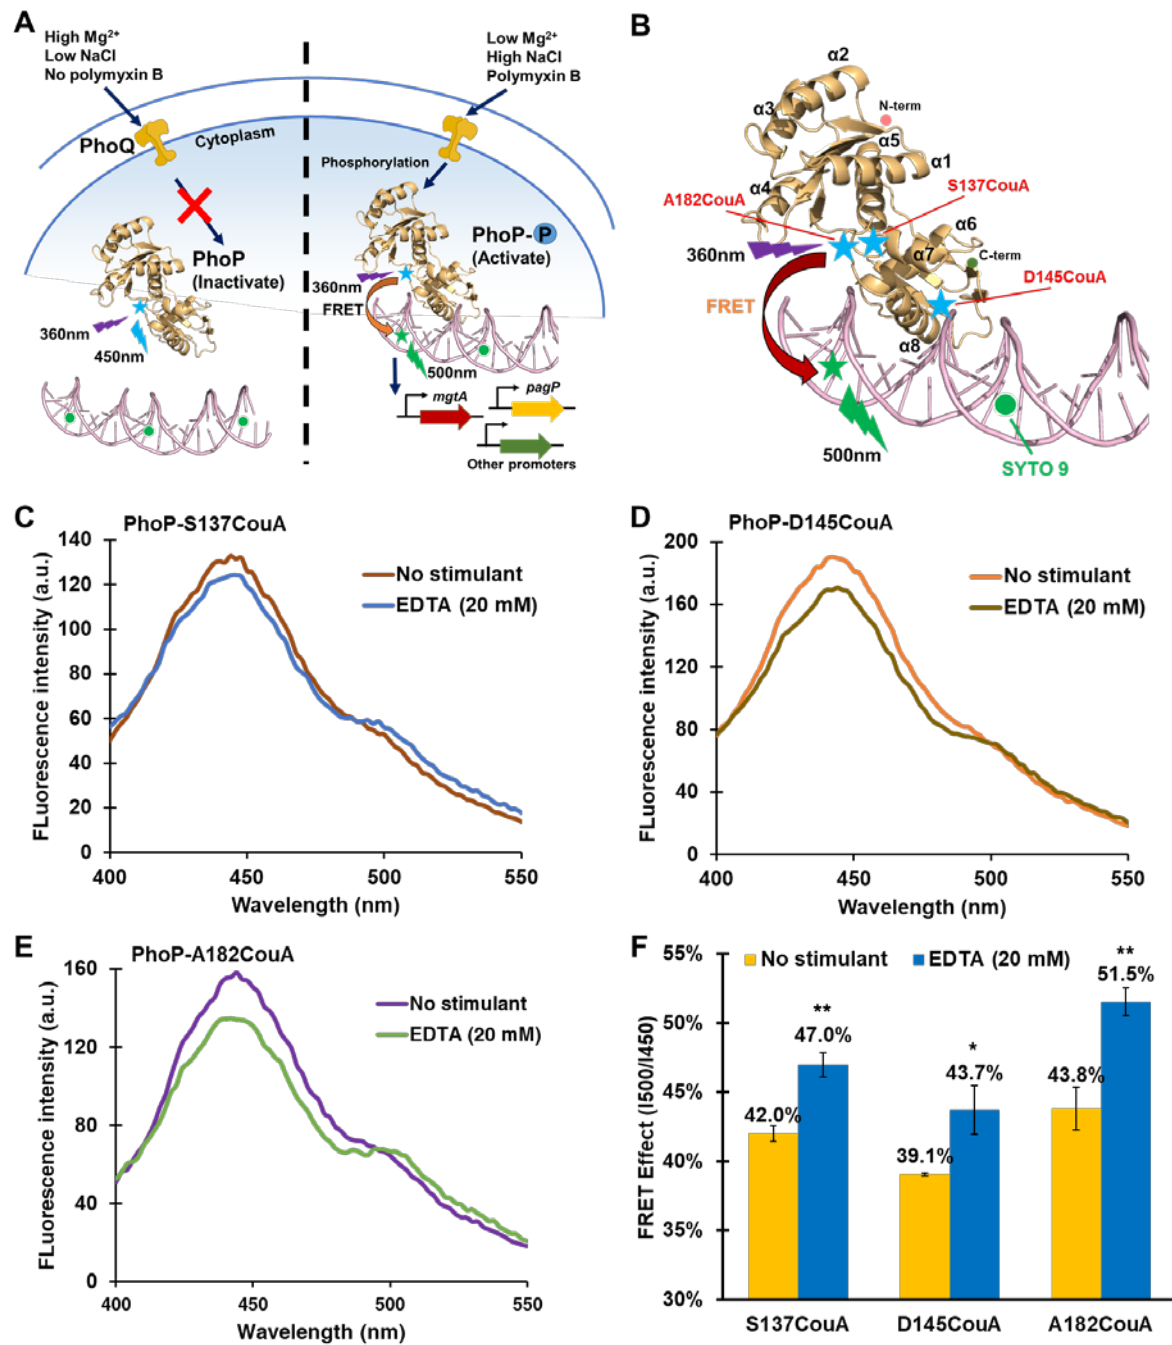 A
High Mg²⁺
Low NaCl
No polymyxin B
Low Mg²⁺
High NaCl
Polymyxin B
PhoQ
Cytoplasm
Phosphorylation
PhoP
(Inactivate)
PhoP-P
(Activate)
360nm
450nm
360nm
FRET
500nm
mgtA
pagP
Other promoters
B
α2
α3
N-term
α5
α1
α4
S137CouA
A182CouA
α6
α7
C-term
360nm
D145CouA
FRET
α8
500nm
SYTO 9
C
PhoP-S137CouA
FLuorescence intensity (a.u.)
140
120
100
80
60
40
20
0
No stimulant
EDTA (20 mM)
400
450
500
550
Wavelength (nm)
D
PhoP-D145CouA
FLuorescence intensity (a.u.)
200
160
120
80
40
0
No stimulant
EDTA (20 mM)
400
450
500
550
Wavelength (nm)
E
PhoP-A182CouA
FLuorescence intensity (a.u.)
160
120
80
40
0
No stimulant
EDTA (20 mM)
400
450
500
550
Wavelength (nm)
F
FRET Effect (I500/I450)
55%
50%
45%
40%
35%
30%
No stimulant
EDTA (20 mM)
42.0%
**
47.0%
39.1%
*
43.7%
43.8%
**
51.5%
S137CouA
D145CouA
A182CouA